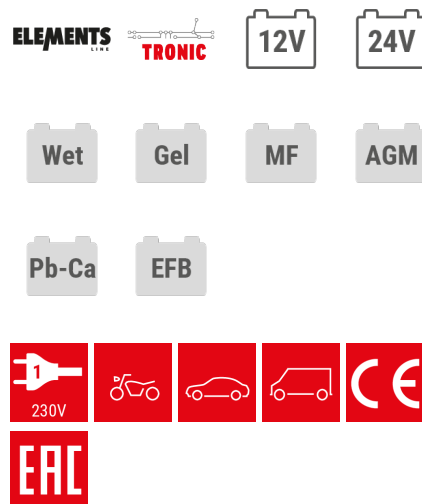 ELEMENTS
LINE
TRONIC
12V
24V
Wet
Gel
MF
AGM
Pb-Ca
EFB
1
230V
CE
EAC